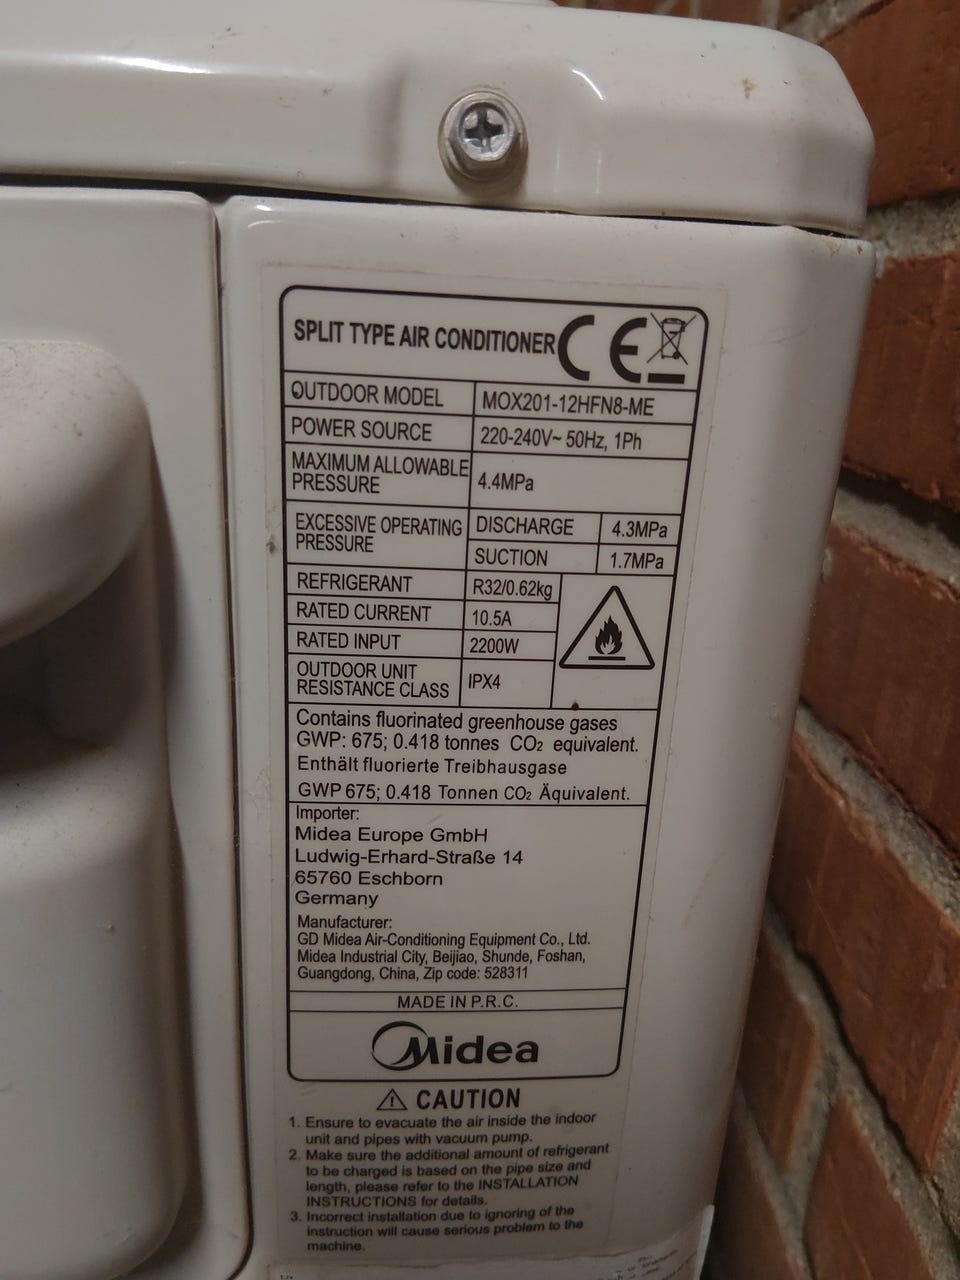 SPLIT TYPE AIR CONDITIONER CE
OUTDOOR MODEL MOX201-12HFN8-ME
POWER SOURCE 220-240V~ 50Hz, 1Ph
MAXIMUM ALLOWABLE
PRESSURE 4.4MPa
EXCESSIVE OPERATING
PRESSURE
DISCHARGE 4.3MPa
SUCTION 1.7MPa
REFRIGERANT R32/0.62kg
RATED CURRENT 10.5A
RATED INPUT 2200W
OUTDOOR UNIT
RESISTANCE CLASS IPX4
Contains fluorinated greenhouse gases
GWP: 675; 0.418 tonnes CO₂ equivalent.
Enthält fluorierte Treibhausgase
GWP 675; 0.418 Tonnen CO₂ Äquivalent.
Importer:
Midea Europe GmbH
Ludwig-Erhard-Straße 14
65760 Eschborn
Germany
Manufacturer:
GD Midea Air-Conditioning Equipment Co., Ltd.
Midea Industrial City, Beijiao, Shunde, Foshan,
Guangdong, China, Zip code: 528311
MADE IN P.R.C.
Midea
CAUTION
1. Ensure to evacuate the air inside the indoor
unit and pipes with vacuum pump.
2. Make sure the additional amount of refrigerant
to be charged is based on the pipe size and
length, please refer to the INSTALLATION
INSTRUCTIONS for details.
3. Incorrect installation due to ignoring of the
instruction will cause serious problem to the
machine.